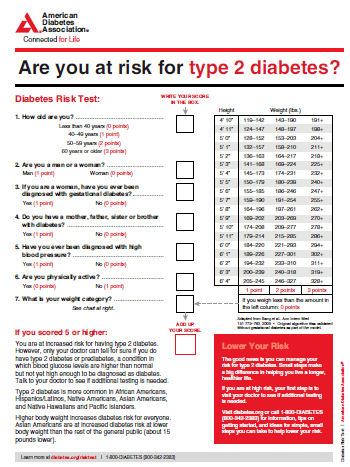 American
Diabetes
Association®
Connected for Life
Are you at risk for type 2 diabetes?
Diabetes Risk Test:
WRITE YOUR SCORE
IN THE BOX.
1. How old are you?
Less than 40 years (0 points)
40–49 years (1 point)
50–59 years (2 points)
60 years or older (3 points)
2. Are you a man or a woman?
Man (1 point) Woman (0 points)
3. If you are a woman, have you ever been
diagnosed with gestational diabetes?
Yes (1 point) No (0 points)
4. Do you have a mother, father, sister or brother
with diabetes?
Yes (1 point) No (0 points)
5. Have you ever been diagnosed with high
blood pressure?
Yes (1 point) No (0 points)
6. Are you physically active?
Yes (0 points) No (1 point)
7. What is your weight category?
See chart at right.
ADD UP
YOUR SCORE.
Height Weight (lbs.)
4' 10" 119–142 143–190 191+
4' 11" 124–147 148–197 198+
5' 0" 128–152 153–203 204+
5' 1" 132–157 158–210 211+
5' 2" 136–163 164–217 218+
5' 3" 141–168 169–224 225+
5' 4" 145–173 174–231 232+
5' 5" 150–179 180–239 240+
5' 6" 155–185 186–246 247+
5' 7" 159–190 191–254 255+
5' 8" 164–196 197–261 262+
5' 9" 169–202 203–269 270+
5' 10" 174–208 209–277 278+
5' 11" 179–214 215–285 286+
6' 0" 184–220 221–293 294+
6' 1" 189–226 227–301 302+
6' 2" 194–232 233–310 311+
6' 3" 200–239 240–318 319+
6' 4" 205–245 246–327 328+
1 point 2 points 3 points
If you weigh less than the amount in
the left column: 0 points
Adapted from Bang et al., Ann Intern Med
151:775–783, 2009 • Original algorithm was validated
without gestational diabetes as part of the model.
If you scored 5 or higher:
You are at increased risk for having type 2 diabetes.
However, only your doctor can tell for sure if you do
have type 2 diabetes or prediabetes, a condition in
which blood glucose levels are higher than normal
but not yet high enough to be diagnosed as diabetes.
Talk to your doctor to see if additional testing is needed.
Type 2 diabetes is more common in African Americans,
Hispanics/Latinos, Native Americans, Asian Americans,
and Native Hawaiians and Pacific Islanders.
Higher body weight increases diabetes risk for everyone.
Asian Americans are at increased diabetes risk at lower
body weight than the rest of the general public (about 15
pounds lower).
Lower Your Risk
The good news is you can manage your
risk for type 2 diabetes. Small steps make
a big difference in helping you live a longer,
healthier life.
If you are at high risk, your first step is to
visit your doctor to see if additional testing
is needed.
Visit diabetes.org or call 1-800-DIABETES
(800-342-2383) for information, tips on
getting started, and ideas for simple, small
steps you can take to help lower your risk.
Learn more at diabetes.org/risktest | 1-800-DIABETES (800-342-2383)
Diabetes Risk Test | American Diabetes Association®